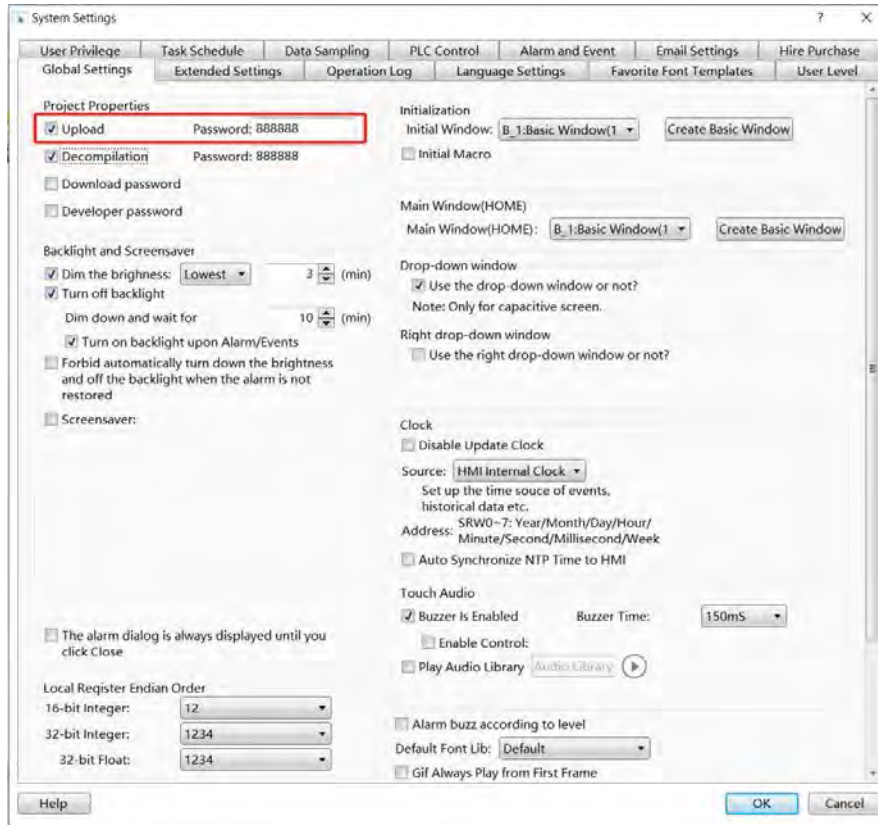 System Settings
? X
User Privilege Task Schedule Data Sampling PLC Control Alarm and Event Email Settings Hire Purchase
Global Settings Extended Settings Operation Log Language Settings Favorite Font Templates User Level
Project Properties
Upload Password: 888888
Decompilation Password: 888888
Download password
Developer password
Backlight and Screensaver
Dim the brighness: Lowest 3 (min)
Turn off backlight
Dim down and wait for 10 (min)
Turn on backlight upon Alarm/Events
Forbid automatically turn down the brightness
and off the backlight when the alarm is not
restored
Screensaver:
The alarm dialog is always displayed until you
click Close
Local Register Endian Order
16-bit Integer: 12
32-bit Integer: 1234
32-bit Float: 1234
Initialization
Initial Window: B_1:Basic Window(1 Create Basic Window
Initial Macro
Main Window(HOME)
Main Window(HOME): B_1:Basic Window(1 Create Basic Window
Drop-down window
Use the drop-down window or not?
Note: Only for capacitive screen.
Right drop-down window
Use the right drop-down window or not?
Clock
Disable Update Clock
Source: HMI Internal Clock
Set up the time souce of events,
historical data etc.
Address: SRW0~7: Year/Month/Day/Hour/
Minute/Second/Millisecond/Week
Auto Synchronize NTP Time to HMI
Touch Audio
Buzzer Is Enabled Buzzer Time: 150mS
Enable Control:
Play Audio Library Audio Library
Alarm buzz according to level
Default Font Lib: Default
Gif Always Play from First Frame
Help OK Cancel